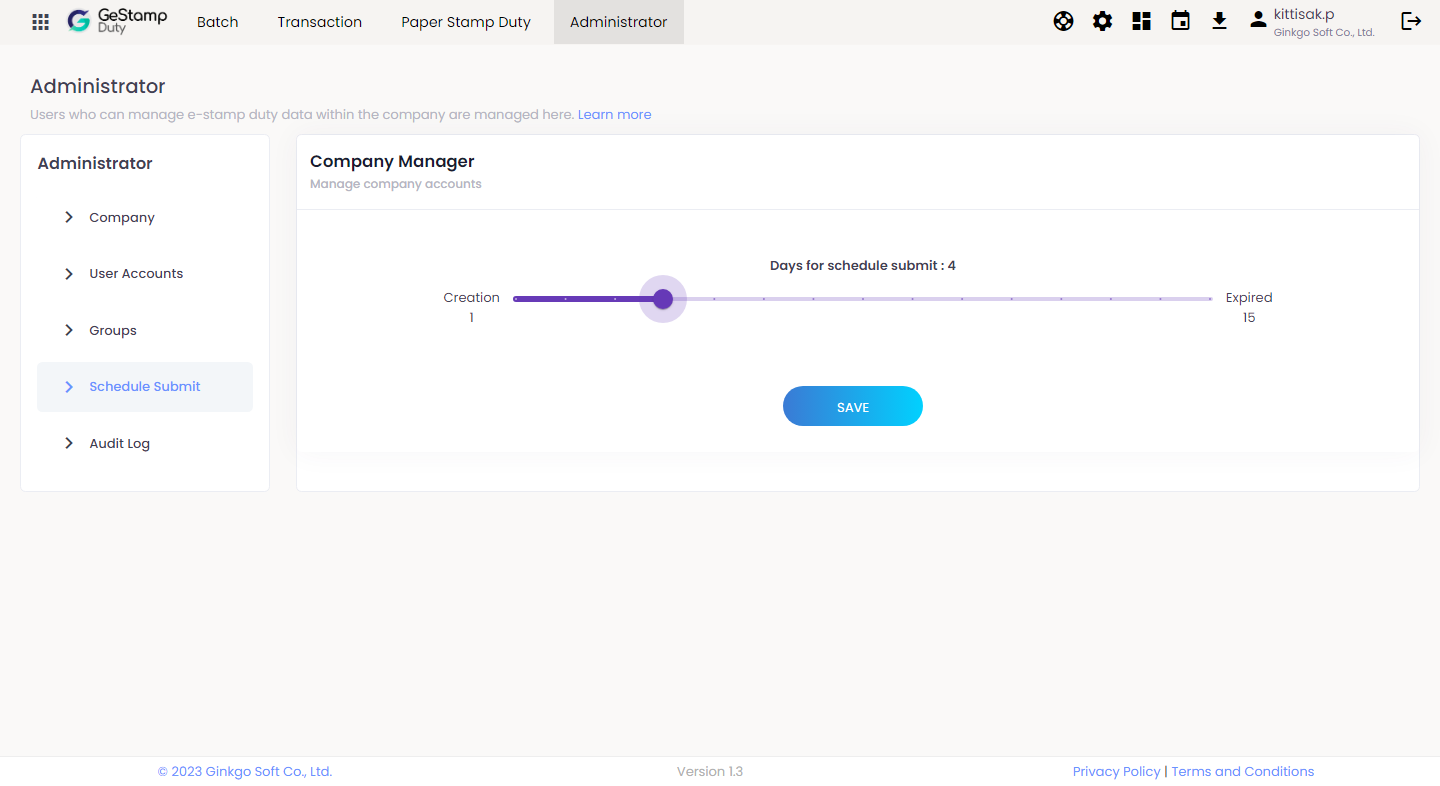 GeStamp
Duty
Batch
Transaction
Paper Stamp Duty
Administrator
kittisak.p
Ginkgo Soft Co., Ltd.
Administrator
Users who can manage e-stamp duty data within the company are managed here. Learn more
Administrator
Company
User Accounts
Groups
Schedule Submit
Audit Log
Company Manager
Manage company accounts
Days for schedule submit : 4
Creation
1
Expired
15
SAVE
© 2023 Ginkgo Soft Co., Ltd.
Version 1.3
Privacy Policy | Terms and Conditions